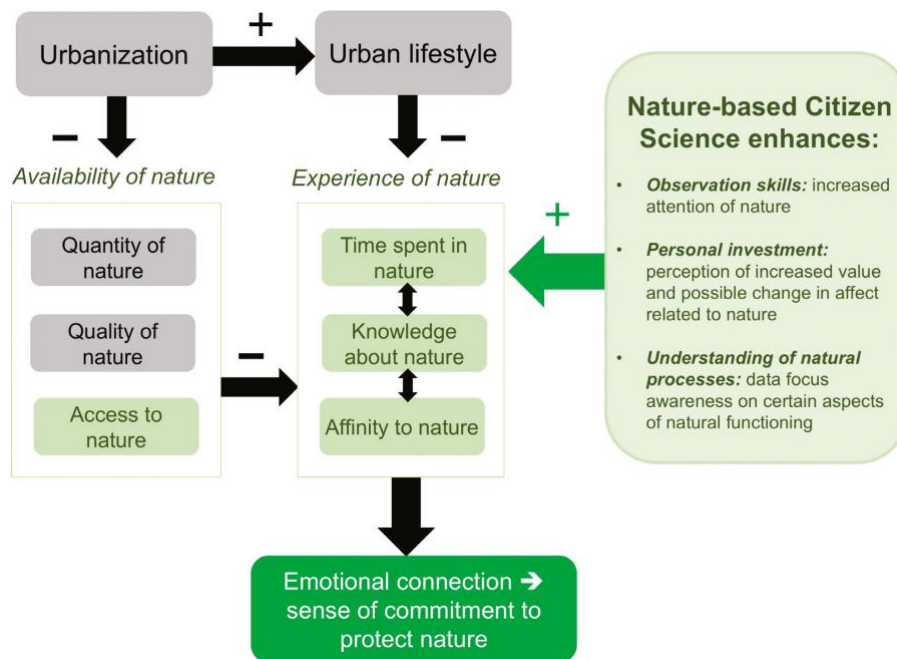 Urbanization
+
Urban lifestyle
–
–
Availability of nature
Experience of nature
Quantity of
nature
Quality of
nature
Access to
nature
–
Time spent in
nature
Knowledge
about nature
Affinity to nature
+
Nature-based Citizen
Science enhances:
• Observation skills: increased
attention of nature
• Personal investment:
perception of increased value
and possible change in affect
related to nature
• Understanding of natural
processes: data focus
awareness on certain aspects
of natural functioning
Emotional connection ➔
sense of commitment to
protect nature